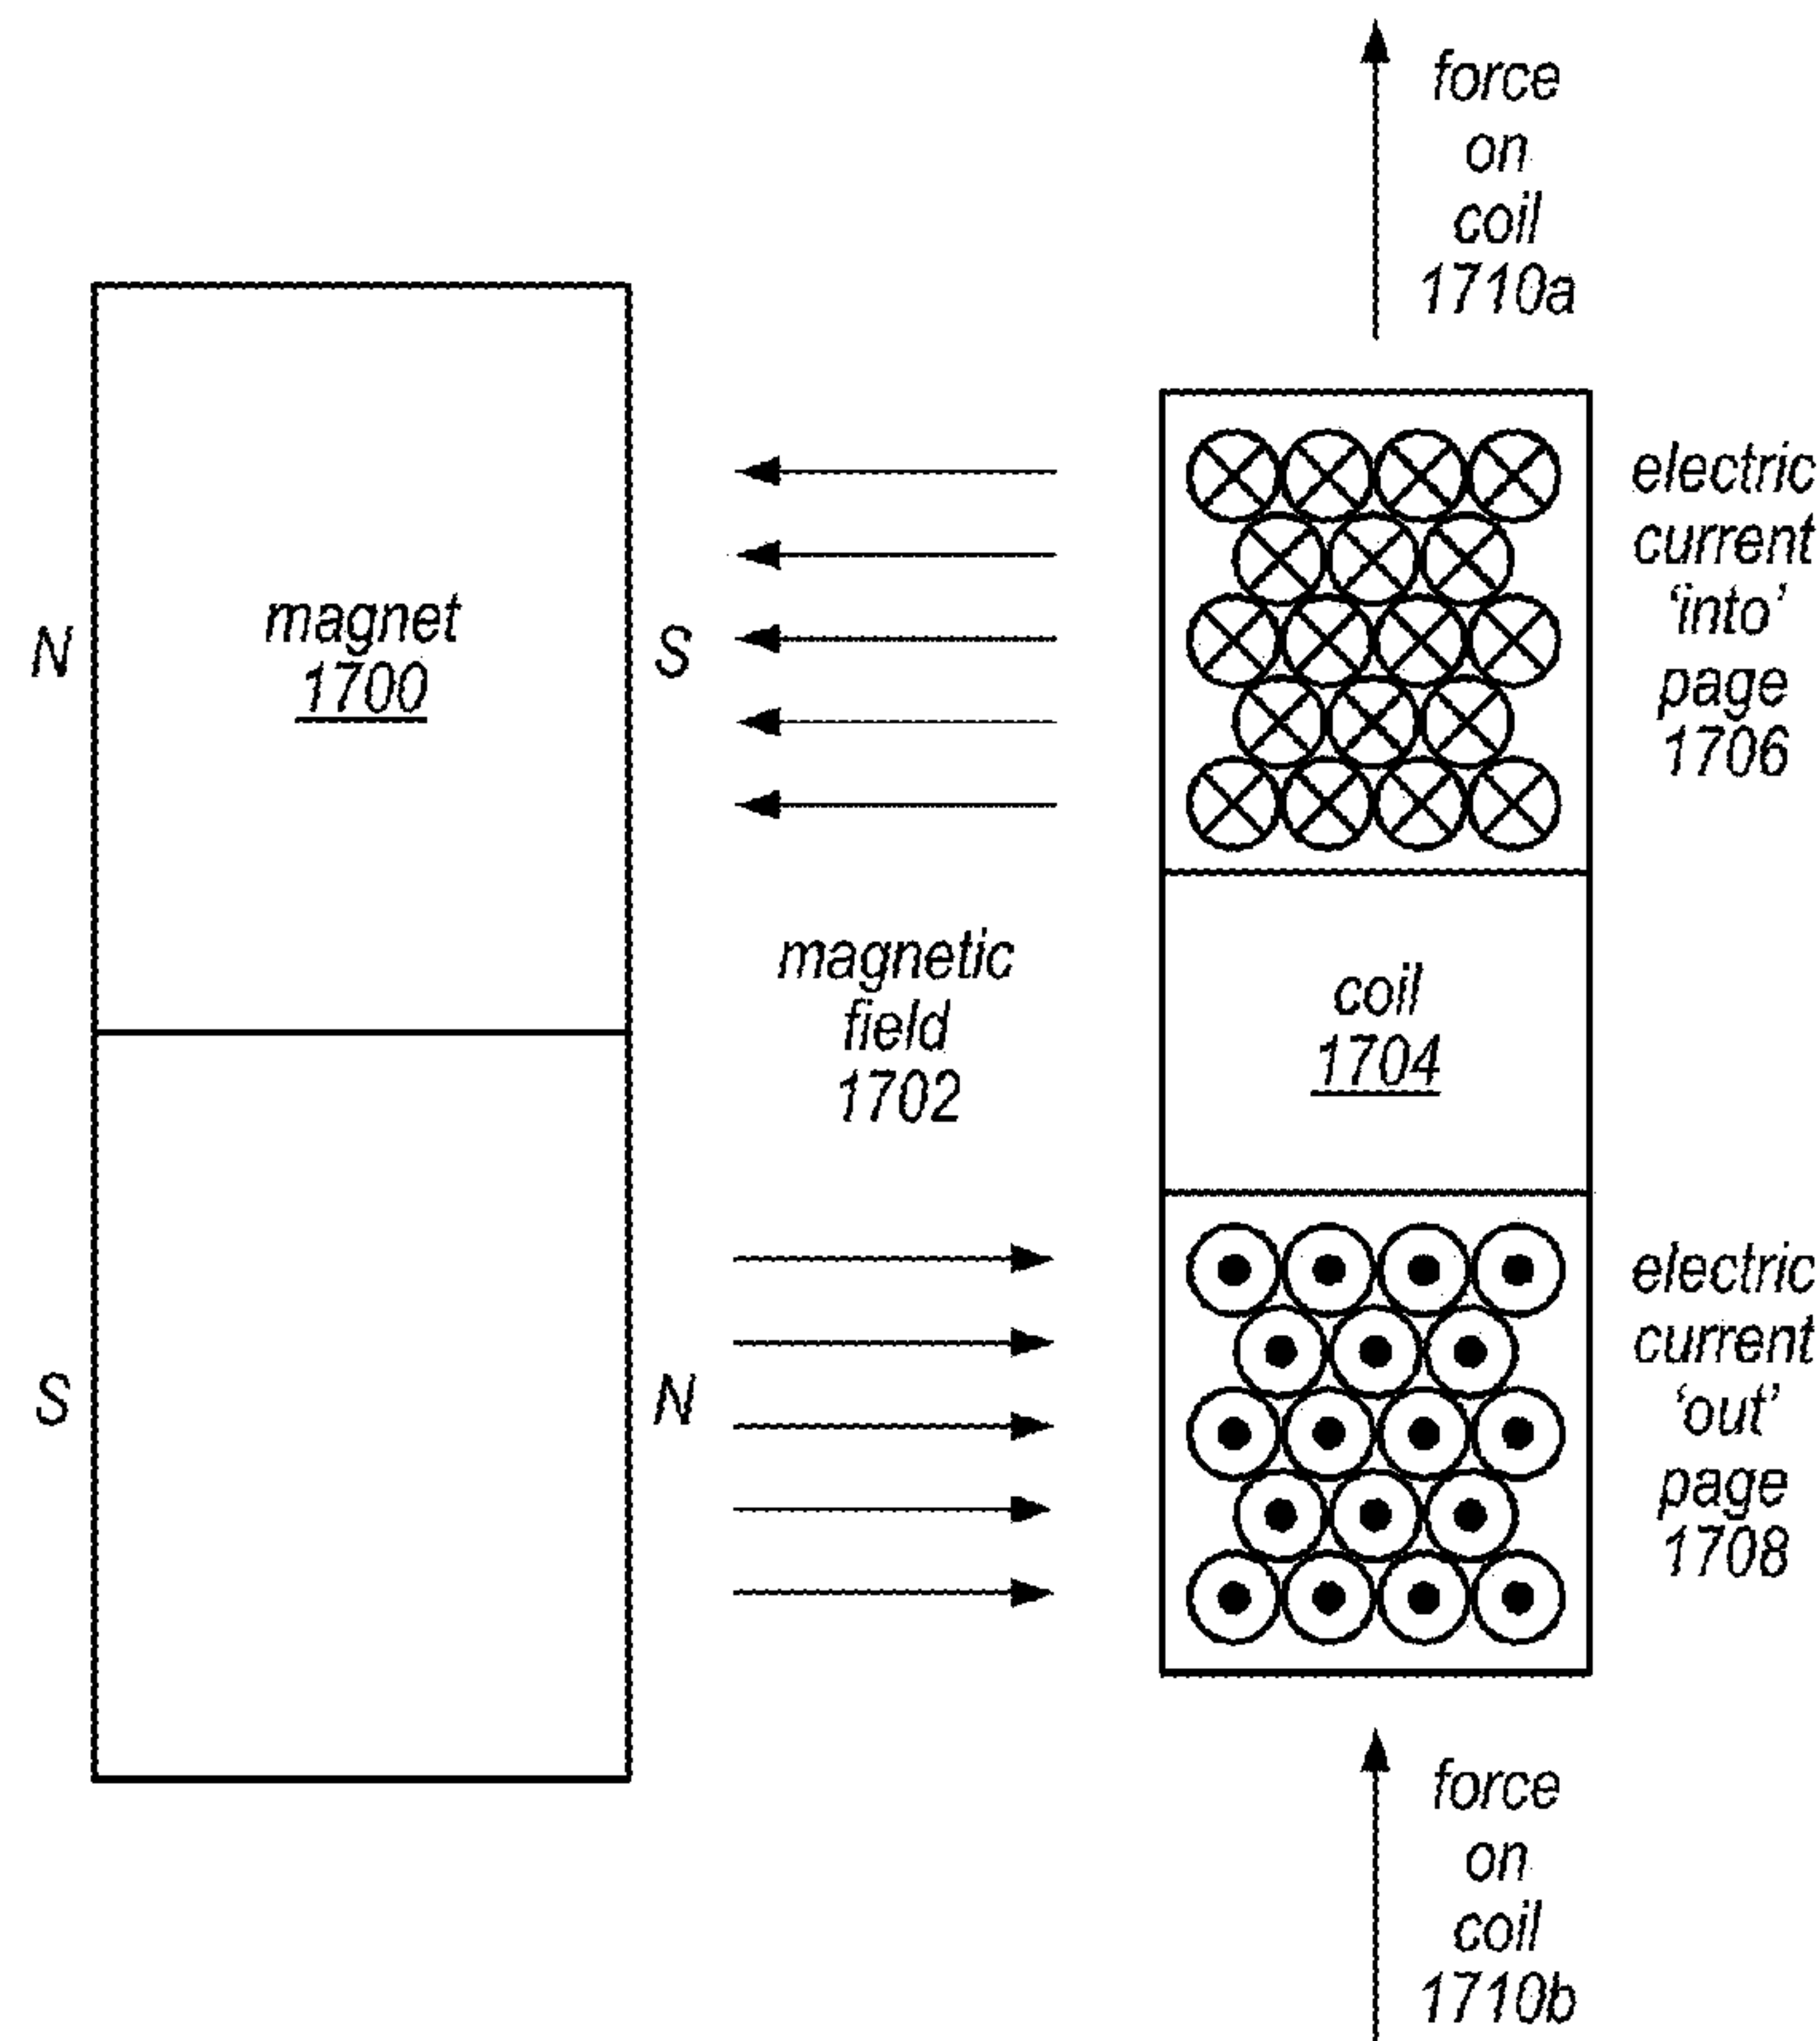 force
on
coil
1710a
N
magnet
1700
S
electric
current
‘into’
page
1706
magnetic
field
1702
coil
1704
S
N
electric
current
‘out’
page
1708
force
on
coil
1710b